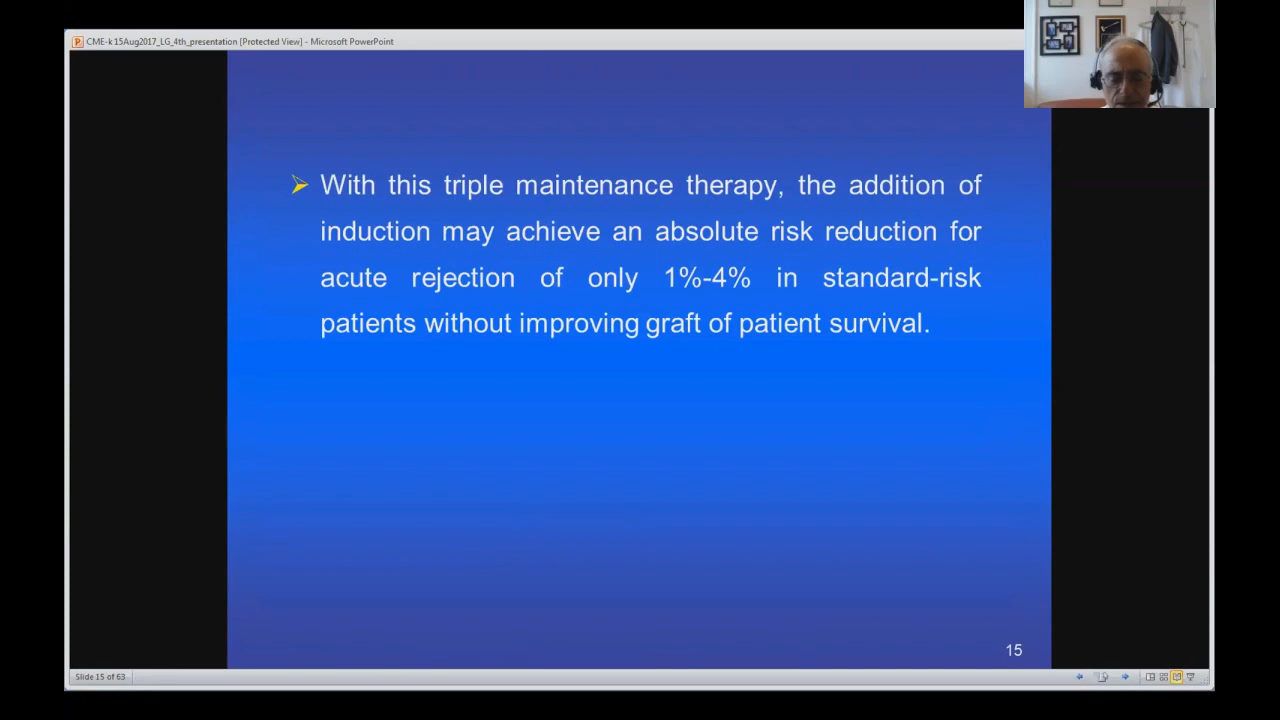 CME-k 15Aug2017_LG_4th_presentation [Protected View] - Microsoft PowerPoint
With this triple maintenance therapy, the addition of
induction may achieve an absolute risk reduction for
acute rejection of only 1%-4% in standard-risk
patients without improving graft of patient survival.
15
Slide 15 of 63